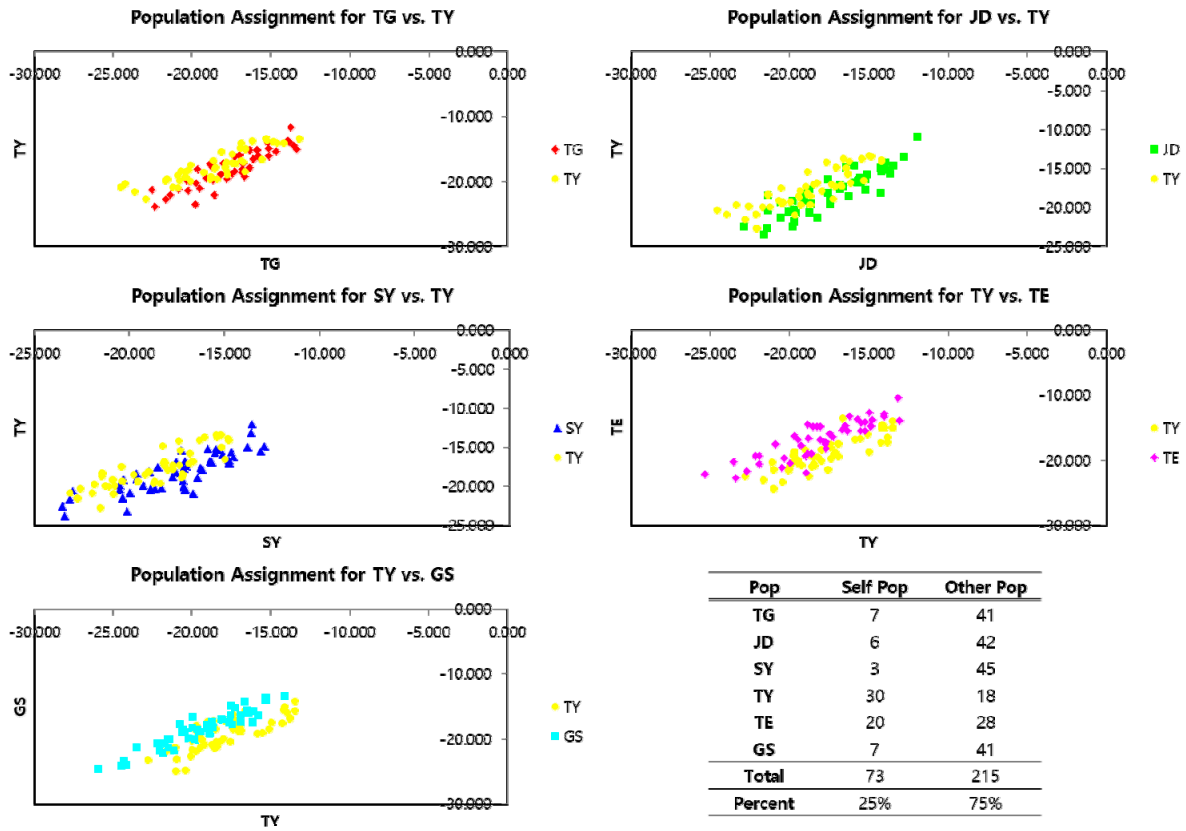 Population Assignment for TG vs. TY
-30.000 -25.000 -20.000 -15.000 -10.000 -5.000 0.000
0.000
-10.000
-20.000
-30.000
TY
TG
TG
TY
Population Assignment for JD vs. TY
-30.000 -25.000 -20.000 -15.000 -10.000 -5.000 0.000
0.000
-5.000
-10.000
-15.000
-20.000
-25.000
TY
JD
JD
TY
Population Assignment for SY vs. TY
-25.000 -20.000 -15.000 -10.000 -5.000 0.000
0.000
-5.000
-10.000
-15.000
-20.000
-25.000
TY
SY
SY
TY
Population Assignment for TY vs. TE
-30.000 -25.000 -20.000 -15.000 -10.000 -5.000 0.000
0.000
-10.000
-20.000
-30.000
TE
TY
TY
TE
Population Assignment for TY vs. GS
-30.000 -25.000 -20.000 -15.000 -10.000 -5.000 0.000
0.000
-10.000
-20.000
-30.000
GS
TY
TY
GS
Pop Self Pop Other Pop
TG 7 41
JD 6 42
SY 3 45
TY 30 18
TE 20 28
GS 7 41
Total 73 215
Percent 25% 75%